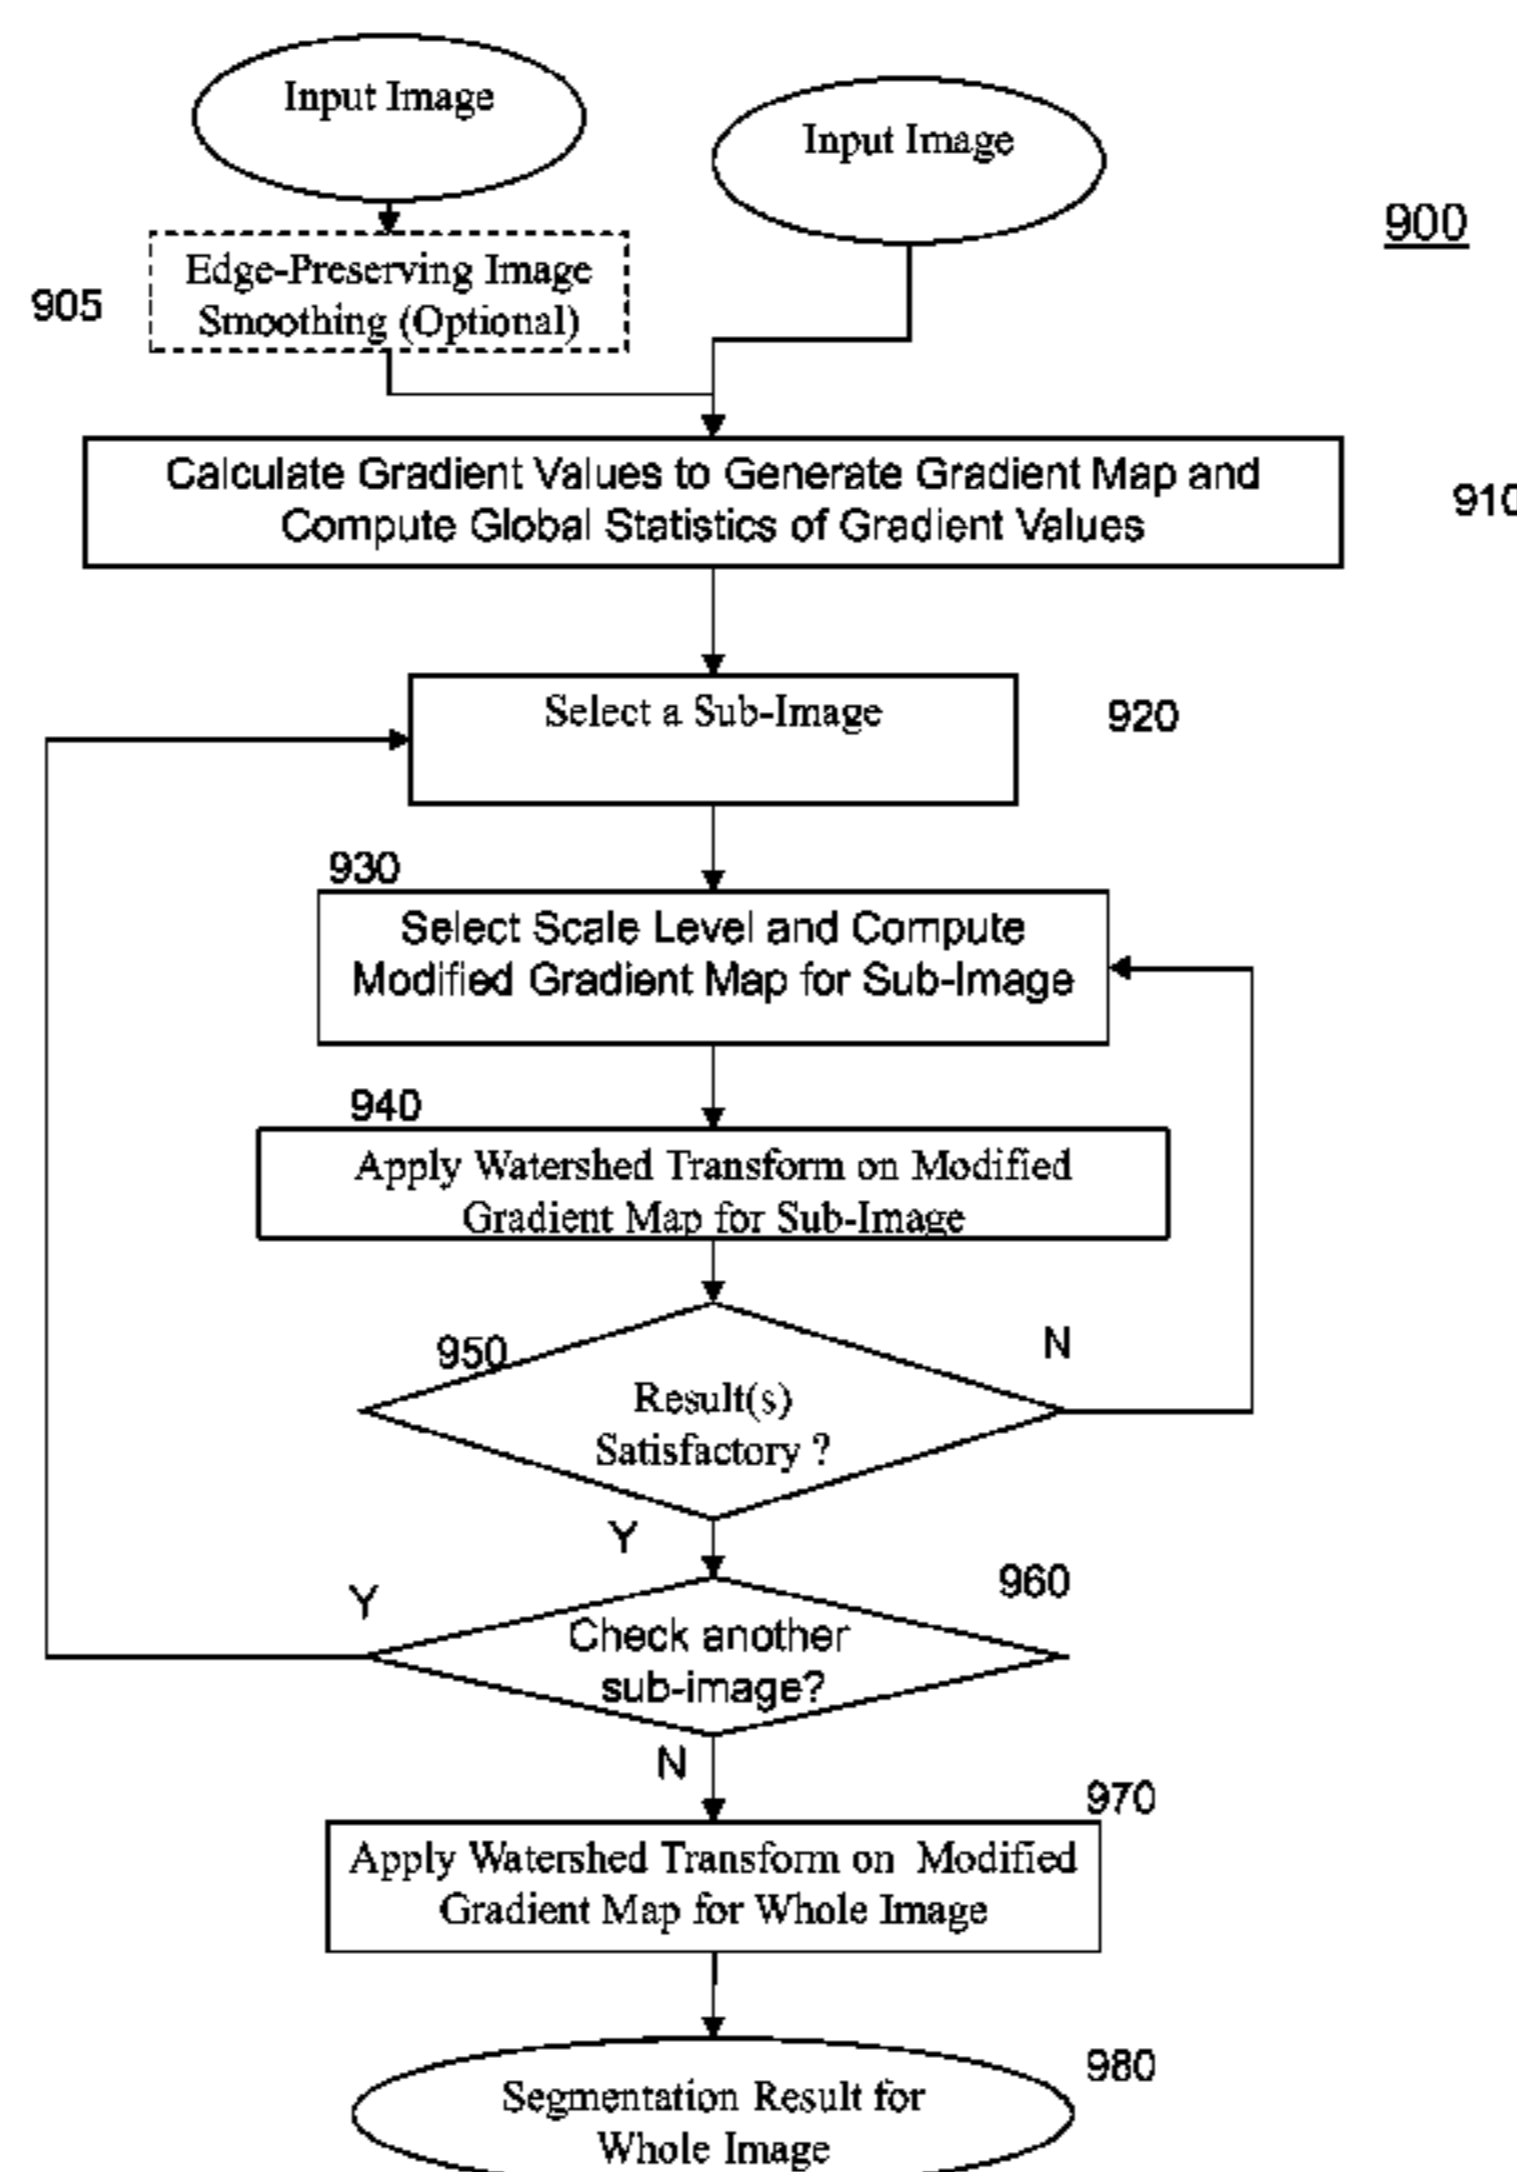 Input Image
Input Image
900
905
Edge-Preserving Image
Smoothing (Optional)
Calculate Gradient Values to Generate Gradient Map and
Compute Global Statistics of Gradient Values
910
Select a Sub-Image
920
930
Select Scale Level and Compute
Modified Gradient Map for Sub-Image
940
Apply Watershed Transform on Modified
Gradient Map for Sub-Image
950
N
Result(s)
Satisfactory ?
Y
960
Y
Check another
sub-image?
N
970
Apply Watershed Transform on Modified
Gradient Map for Whole Image
980
Segmentation Result for
Whole Image